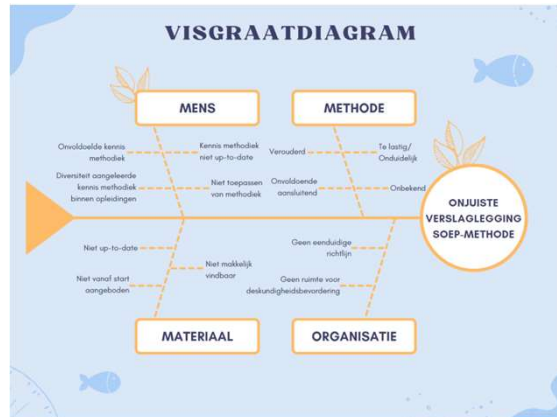 VISGRAATDIAGRAM
MENS
METHODE
Onvoldoelde kennis
methodiek
Kennis methodiek
niet up-to-date
Verouderd
Te lastig/
Onduidelijk
Diversiteit aangeleerde
kennis methodiek
binnen opleidingen
Niet toepassen
van methodiek
Onvoldoende
aansluitend
Onbekend
ONJUISTE
VERSLAGLEGGING
SOEP-METHODE
Niet up-to-date
Niet makkelijk
vindbaar
Geen eenduidige
richtlijn
Niet vanaf start
aangeboden
Geen ruimte voor
deskundigheidsbevordering
MATERIAAL
ORGANISATIE